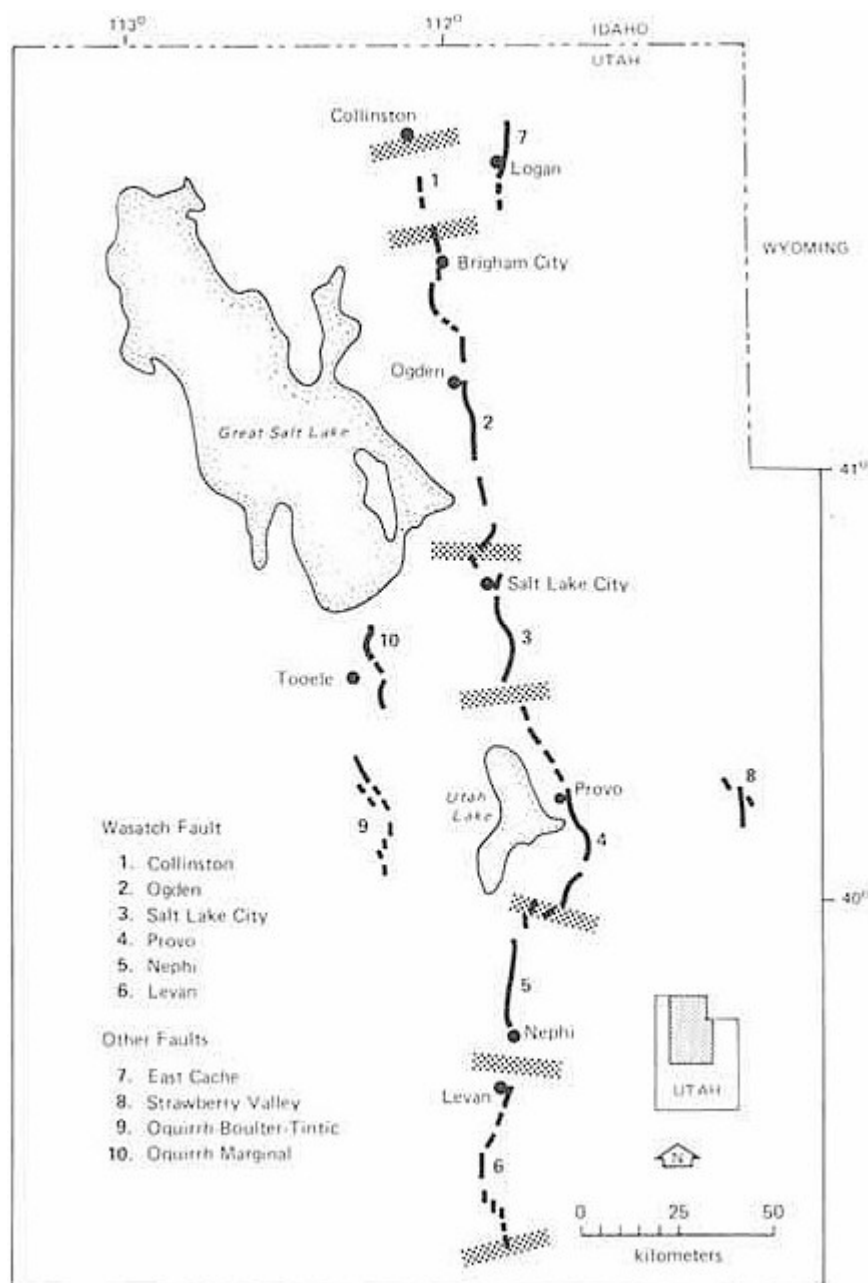 113°
112°
IDAHO
UTAH
Collinston
7
Logan
1
WYOMING
Brigham City
Ogden
2
Great Salt Lake
41°
Salt Lake City
10
3
Tooele
8
Utah
Lake
Provo
9
4
Wasatch Fault
1. Collinston
2. Ogden
3. Salt Lake City
4. Provo
5. Nephi
6. Levan
40°
5
Nephi
Other Faults
7. East Cache
8. Strawberry Valley
9. Oquirrh-Boulter-Tintic
10. Oquirrh Marginal
Levan
UTAH
N
6
0 25 50
kilometers